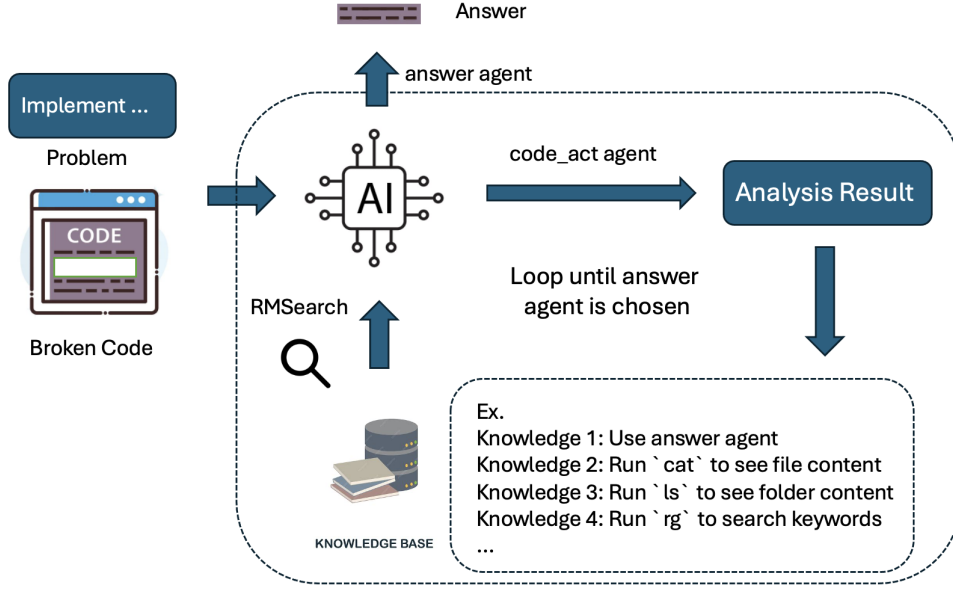 Answer
answer agent
Implement ...
Problem
CODE
Broken Code
AI
code_act agent
Analysis Result
Loop until answer
agent is chosen
RMSearch
KNOWLEDGE BASE
Ex.
Knowledge 1: Use answer agent
Knowledge 2: Run `cat` to see file content
Knowledge 3: Run `ls` to see folder content
Knowledge 4: Run `rg` to search keywords
...